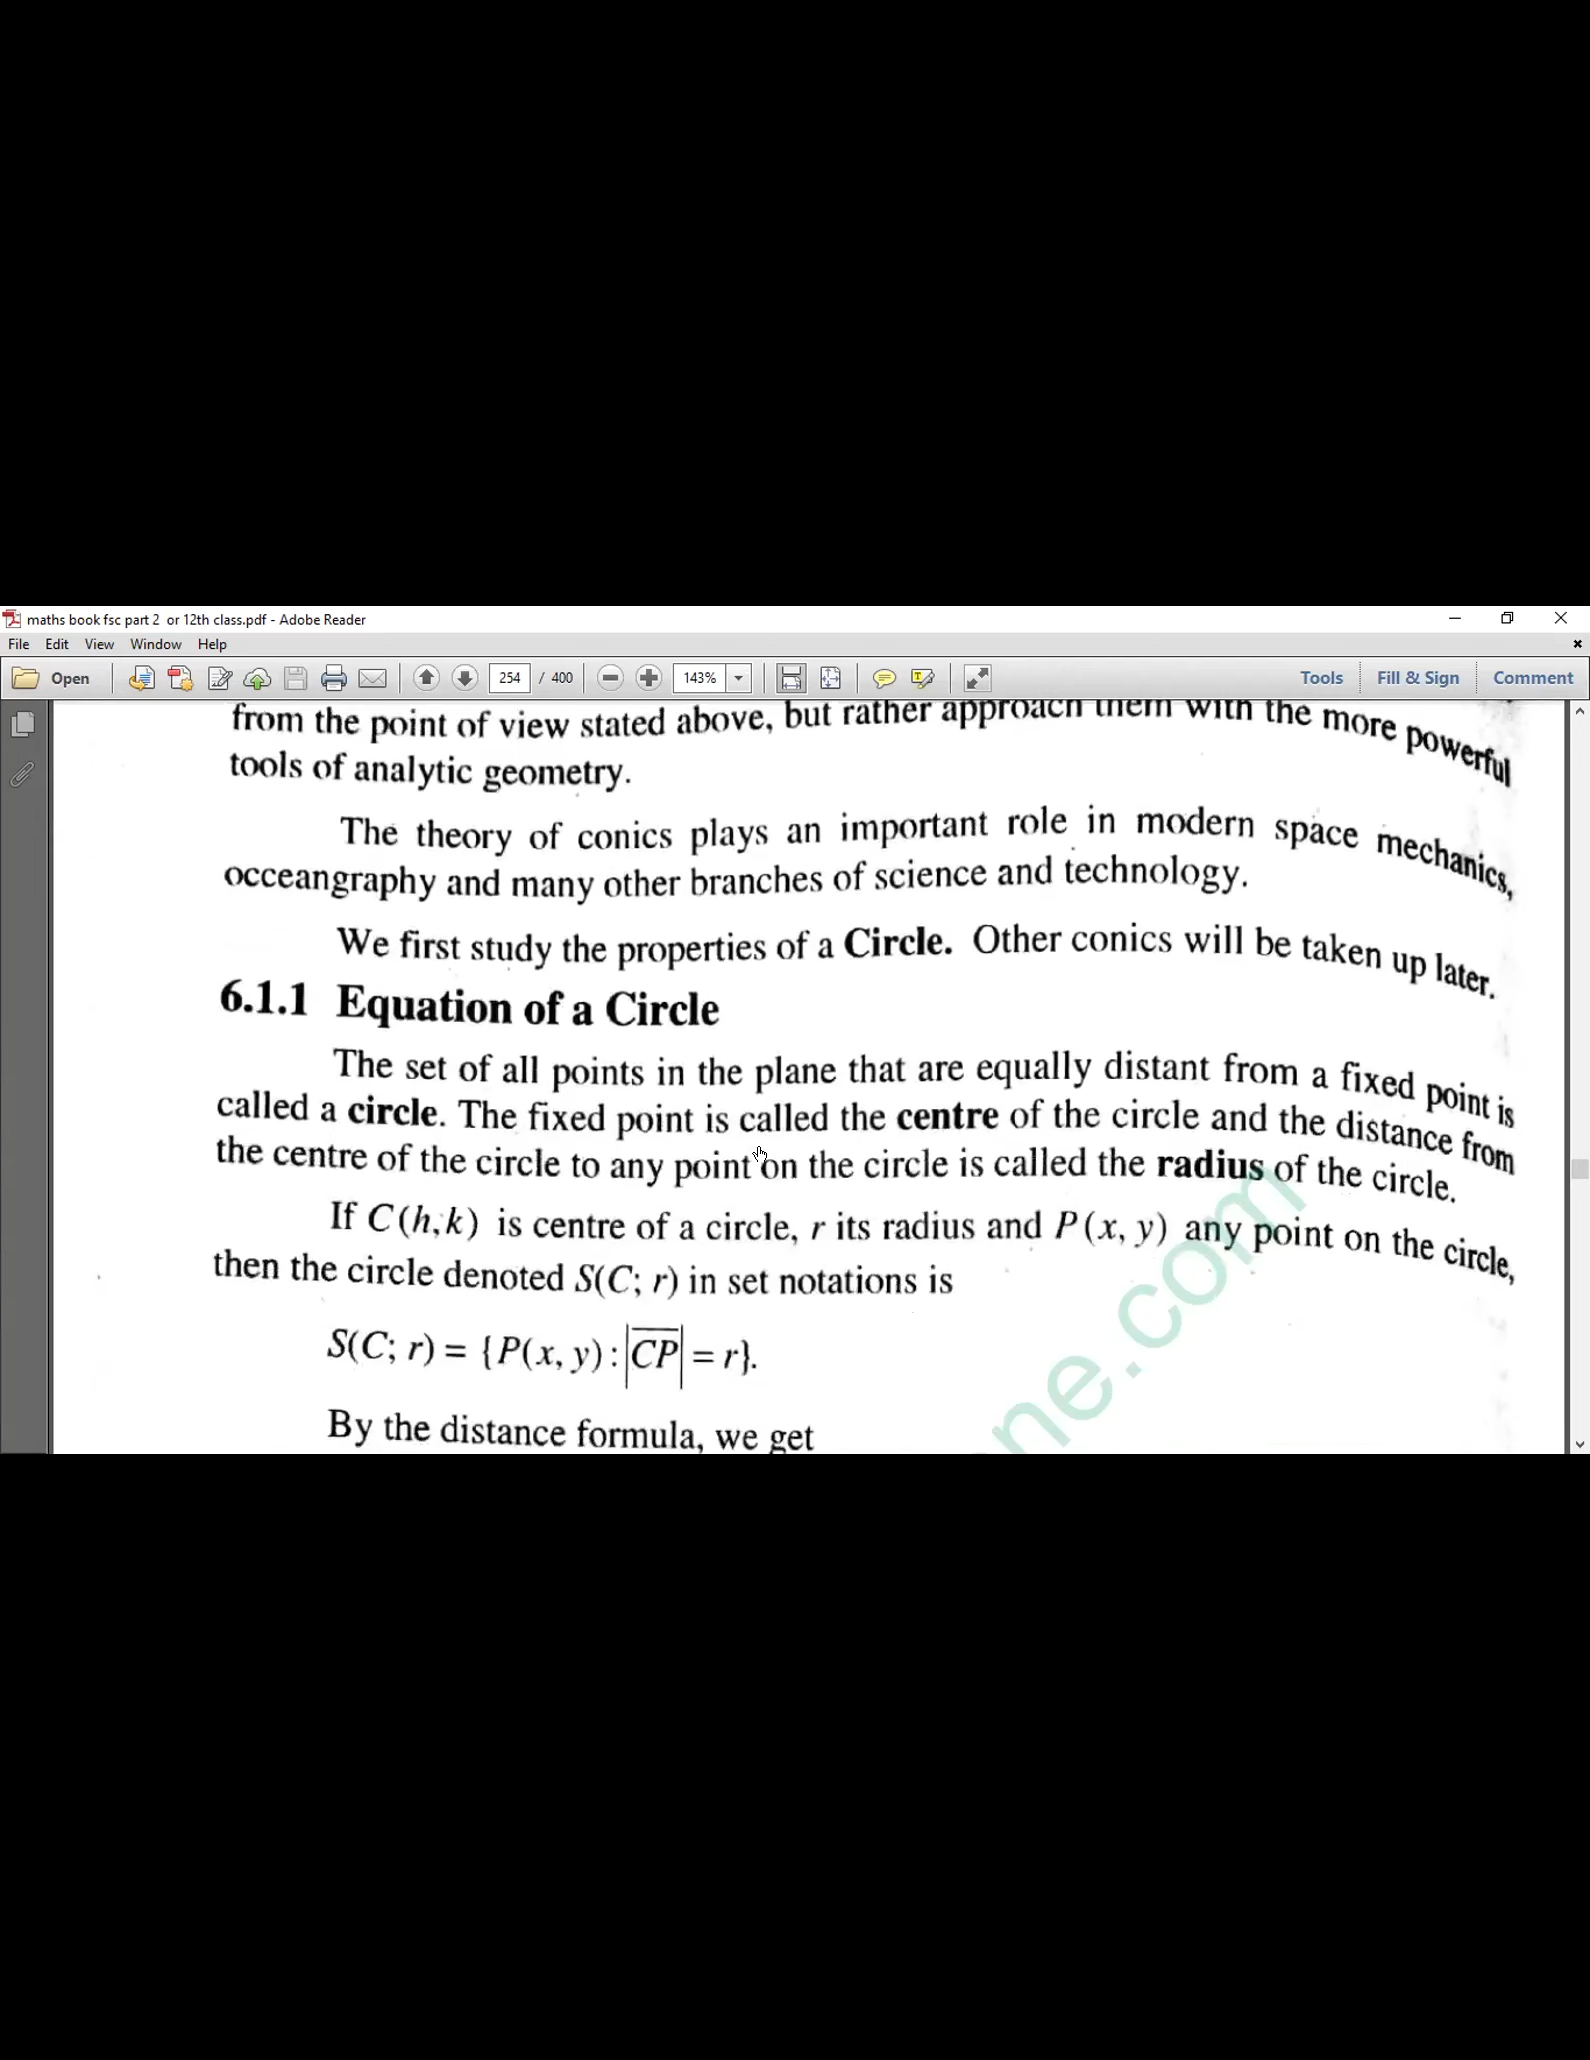 maths book fsc part 2 or 12th class.pdf - Adobe Reader
File Edit View Window Help
Open 254 / 400 143% Tools Fill & Sign Comment
from the point of view stated above, but rather approach them with the more powerful
tools of analytic geometry.
The theory of conics plays an important role in modern space mechanics,
occeangraphy and many other branches of science and technology.
We first study the properties of a Circle. Other conics will be taken up later.
6.1.1 Equation of a Circle
The set of all points in the plane that are equally distant from a fixed point is
called a circle. The fixed point is called the centre of the circle and the distance from
the centre of the circle to any point on the circle is called the radius of the circle.
If C(h,k) is centre of a circle, r its radius and P(x, y) any point on the circle,
then the circle denoted S(C; r) in set notations is
S(C; r) = {P(x, y) : |\overline{CP}| = r}.
By the distance formula, we get
ne.com